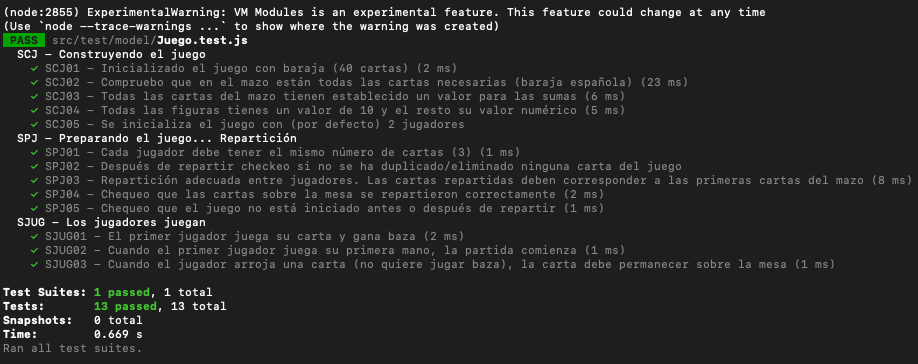 (node:2855) ExperimentalWarning: VM Modules is an experimental feature. This feature could change at any time
(Use `node --trace-warnings ...` to show where the warning was created)
PASS src/test/model/Juego.test.js
SCJ – Construyendo el juego
✓ SCJ01 – Inicializado el juego con baraja (40 cartas) (2 ms)
✓ SCJ02 – Compruebo que en el mazo están todas las cartas necesarias (baraja española) (23 ms)
✓ SCJ03 – Todas las cartas del mazo tienen establecido un valor para las sumas (6 ms)
✓ SCJ04 – Todas las figuras tienes un valor de 10 y el resto su valor numérico (5 ms)
✓ SCJ05 – Se inicializa el juego con (por defecto) 2 jugadores
SPJ – Preparando el juego... Repartición
✓ SPJ01 – Cada jugador debe tener el mismo número de cartas (3) (1 ms)
✓ SPJ02 – Después de repartir checkeo si no se ha duplicado/eliminado ninguna carta del juego
✓ SPJ03 – Repartición adecuada entre jugadores. Las cartas repartidas deben corresponder a las primeras cartas del mazo (8 ms)
✓ SPJ04 – Chequeo que las cartas sobre la mesa se repartieron correctamente (2 ms)
✓ SPJ05 – Chequeo que el juego no está iniciado antes o después de repartir (1 ms)
SJUG – Los jugadores juegan
✓ SJUG01 – El primer jugador juega su carta y gana baza (2 ms)
✓ SJUG02 – Cuando el primer jugador juega su primera mano, la partida comienza (1 ms)
✓ SJUG03 – Cuando el jugador arroja una carta (no quiere jugar baza), la carta debe permanecer sobre la mesa (1 ms)
Test Suites: 1 passed, 1 total
Tests: 13 passed, 13 total
Snapshots: 0 total
Time: 0.669 s
Ran all test suites.